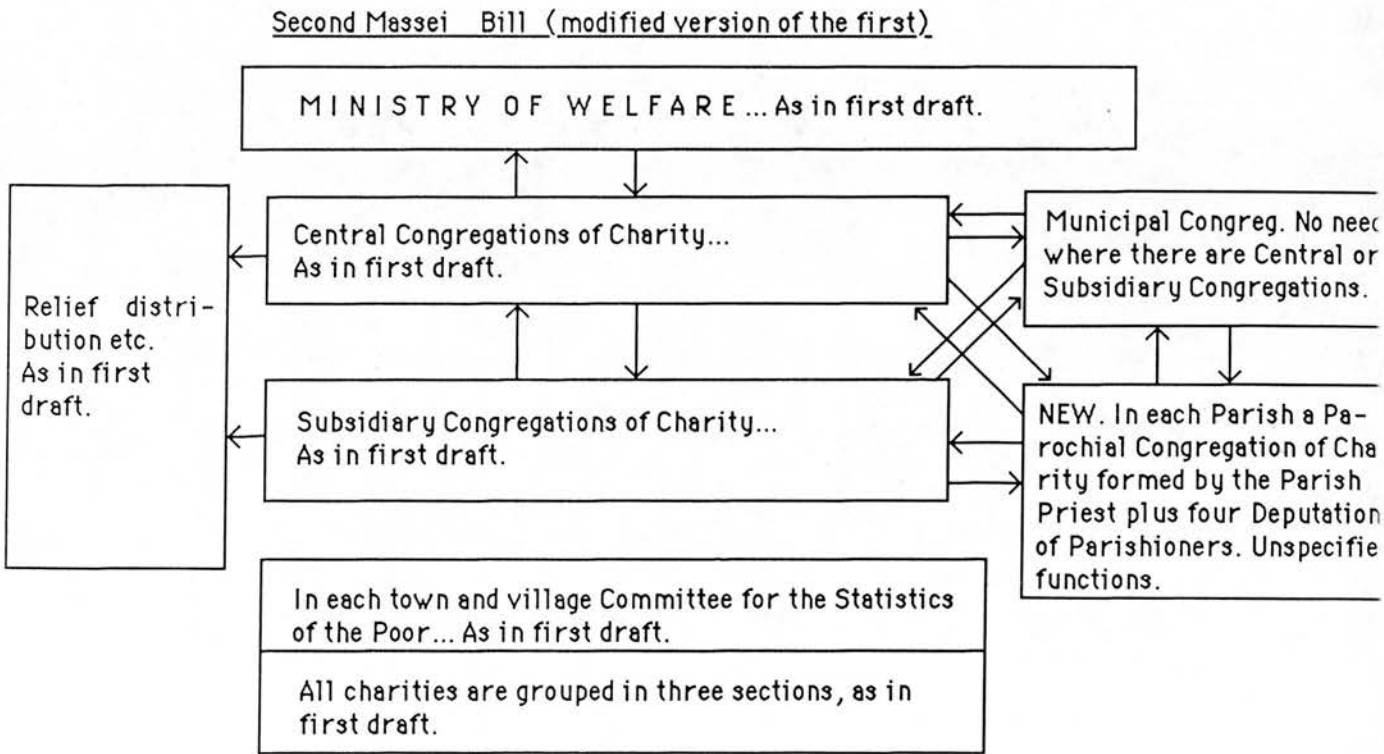 Second Massei Bill (modified version of the first)
MINISTRY OF WELFARE... As in first draft.
Central Congregations of Charity...
As in first draft.
Municipal Congreg. No
where there are Central or
Subsidiary Congregations.
Relief distri-
bution etc.
As in first
draft.
Subsidiary Congregations of Charity...
As in first draft.
NEW. In each Parish a Pa-
rochial Congregation of Cha
rity formed by the Parish
Priest plus four Deputation
of Parishioners. Unspecifie
functions.
In each town and village Committee for the Statistics
of the Poor... As in first draft.
All charities are grouped in three sections, as in
first draft.